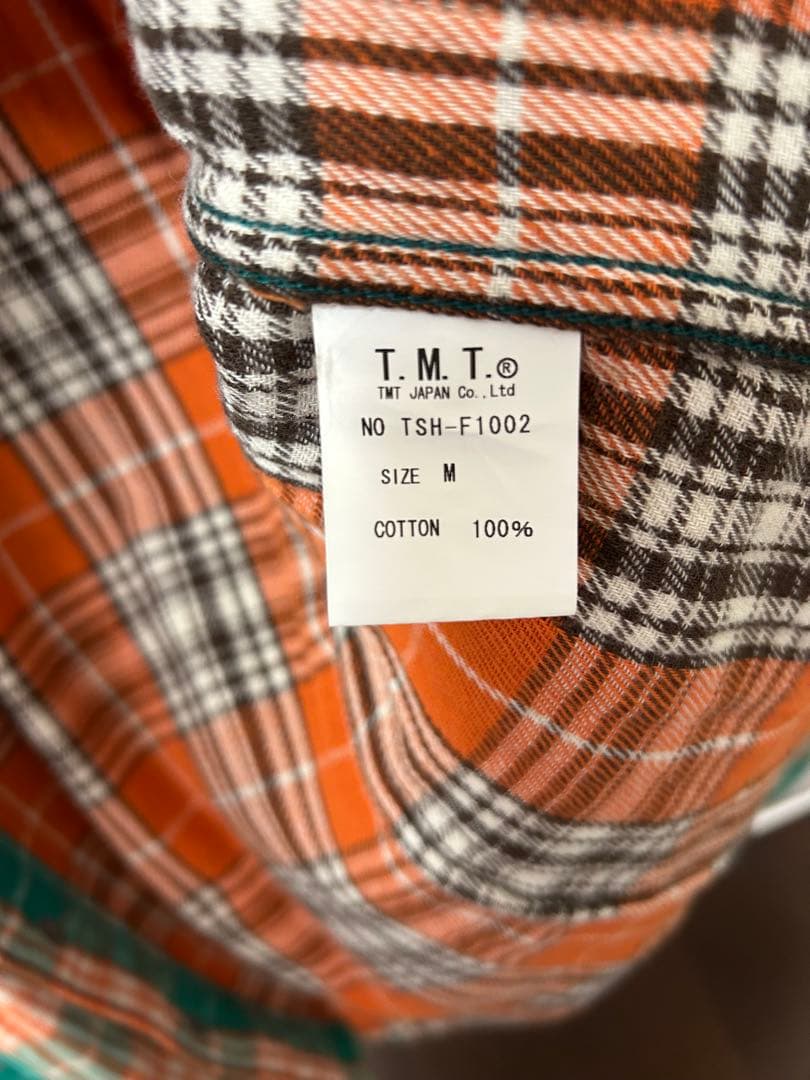 T. M. T.®
TMT JAPAN Co.,Ltd
NO TSH-F1002
SIZE M
COTTON 100%